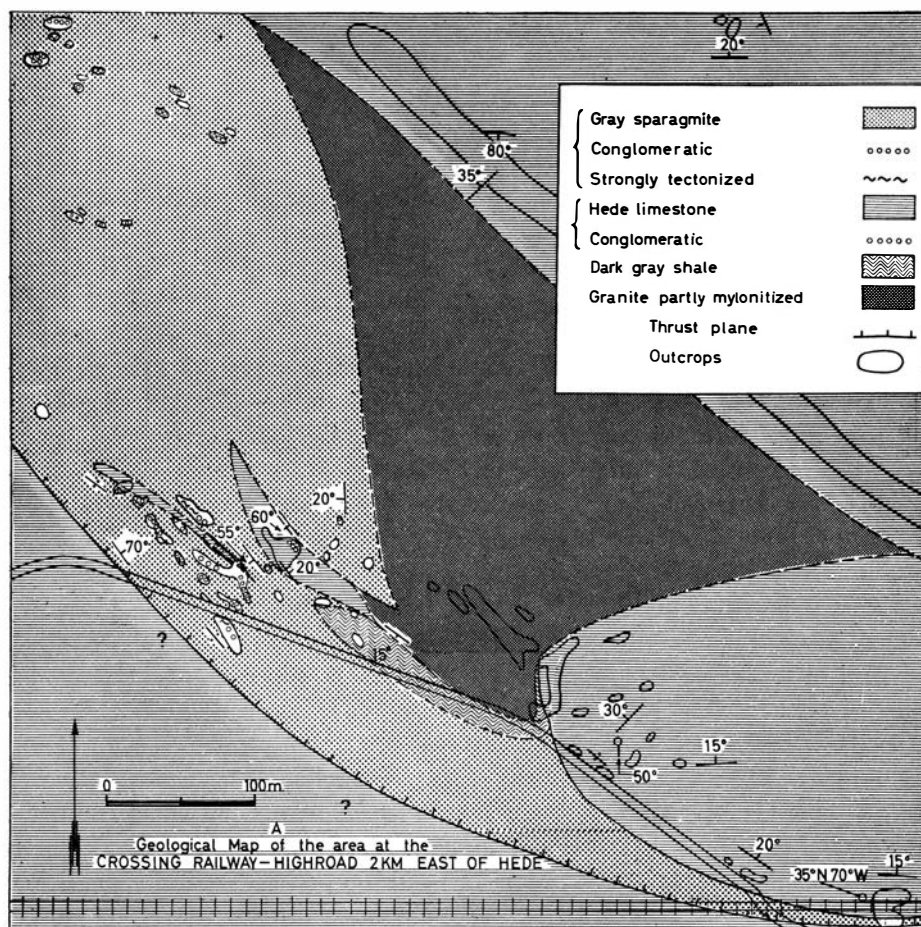 20°
80°
35°
Gray sparagmite
Conglomeratic
Strongly tectonized
Hede limestone
Conglomeratic
Dark gray shale
Granite partly mylonitized
Thrust plane
Outcrops
20°
60°
55°
70°
20°
?
15°
30°
15°
50°
0 100m
?
A
Geological Map of the area at the
CROSSING RAILWAY-HIGHROAD 2KM EAST OF HEDE
20°
35°N 70°W
15°